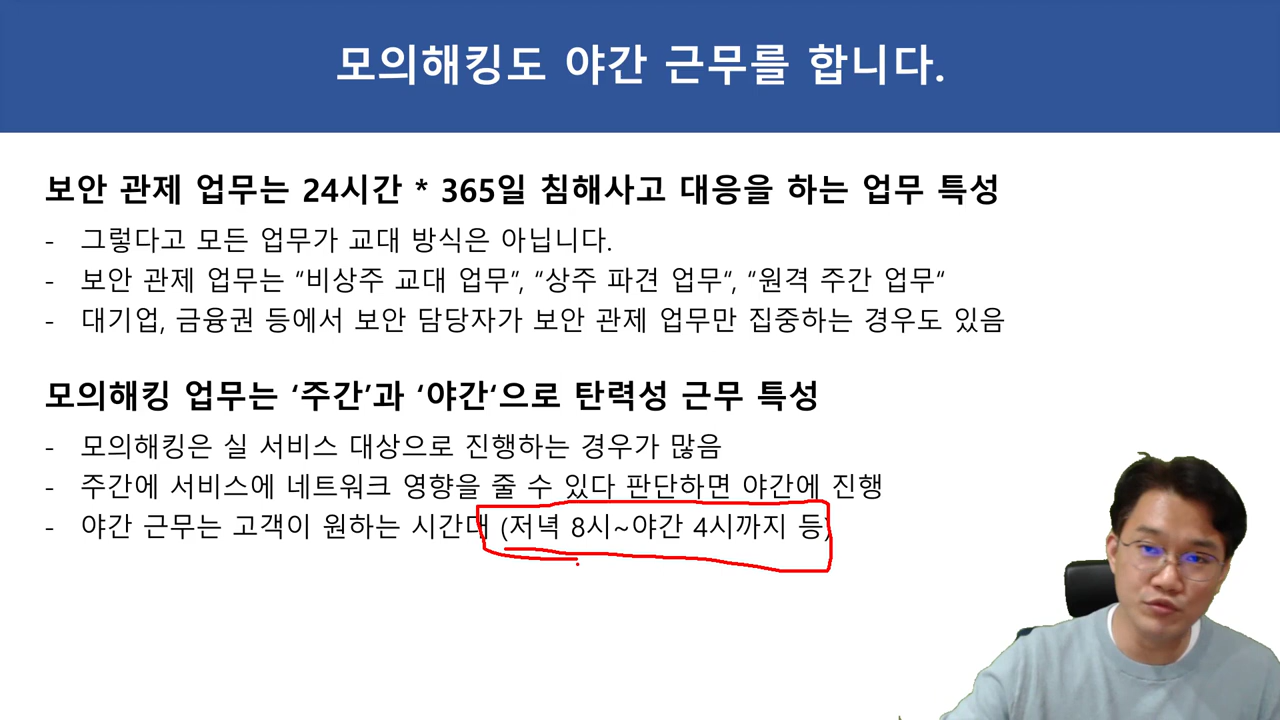 모의해킹도 야간 근무를 합니다.
보안 관제 업무는 24시간 * 365일 침해사고 대응을 하는 업무 특성
- 그렇다고 모든 업무가 교대 방식은 아닙니다.
- 보안 관제 업무는 “비상주 교대 업무”, “상주 파견 업무“, “원격 주간 업무“
- 대기업, 금융권 등에서 보안 담당자가 보안 관제 업무만 집중하는 경우도 있음
모의해킹 업무는 ‘주간’과 ‘야간‘으로 탄력성 근무 특성
- 모의해킹은 실 서비스 대상으로 진행하는 경우가 많음
- 주간에 서비스에 네트워크 영향을 줄 수 있다 판단하면 야간에 진행
- 야간 근무는 고객이 원하는 시간대 (저녁 8시~야간 4시까지 등)